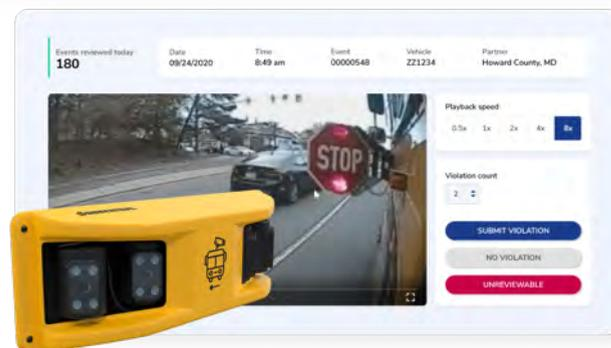 Events reviewed today
180
Date
09/24/2020
Time
8:49 am
Event
00000548
Vehicle
ZZ1234
Partner
Howard County, MD
Playback speed
0.5x 1x 2x 4x 8x
STOP
Violation count
2
SUBMIT VIOLATION
NO VIOLATION
UNREVIEWABLE